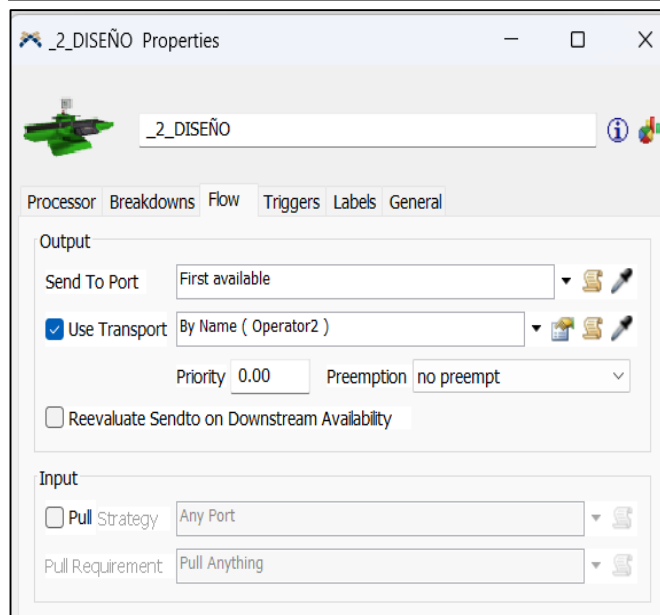 _2_DISEÑO Properties
_2_DISEÑO
Processor Breakdowns Flow Triggers Labels General
Output
Send To Port First available
Use Transport By Name ( Operator2 )
Priority 0.00 Preemption no preempt
Reevaluate Sendto on Downstream Availability
Input
Pull Strategy Any Port
Pull Requirement Pull Anything